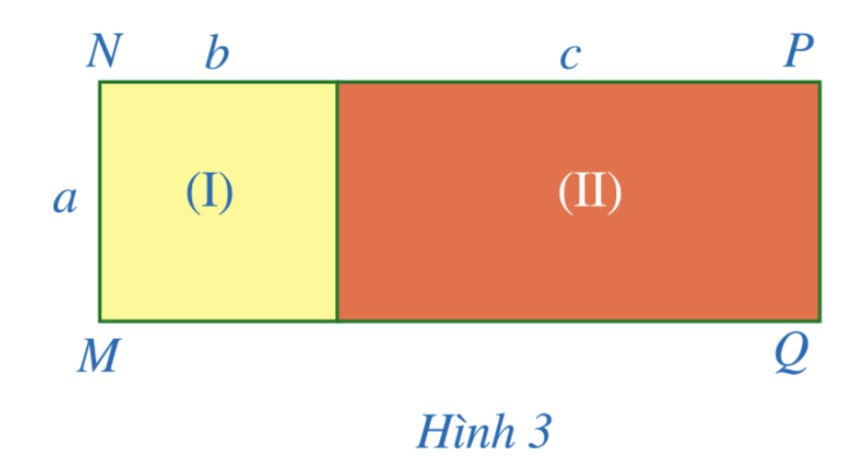 N b c P
a (I) (II)
M Q
Hình 3